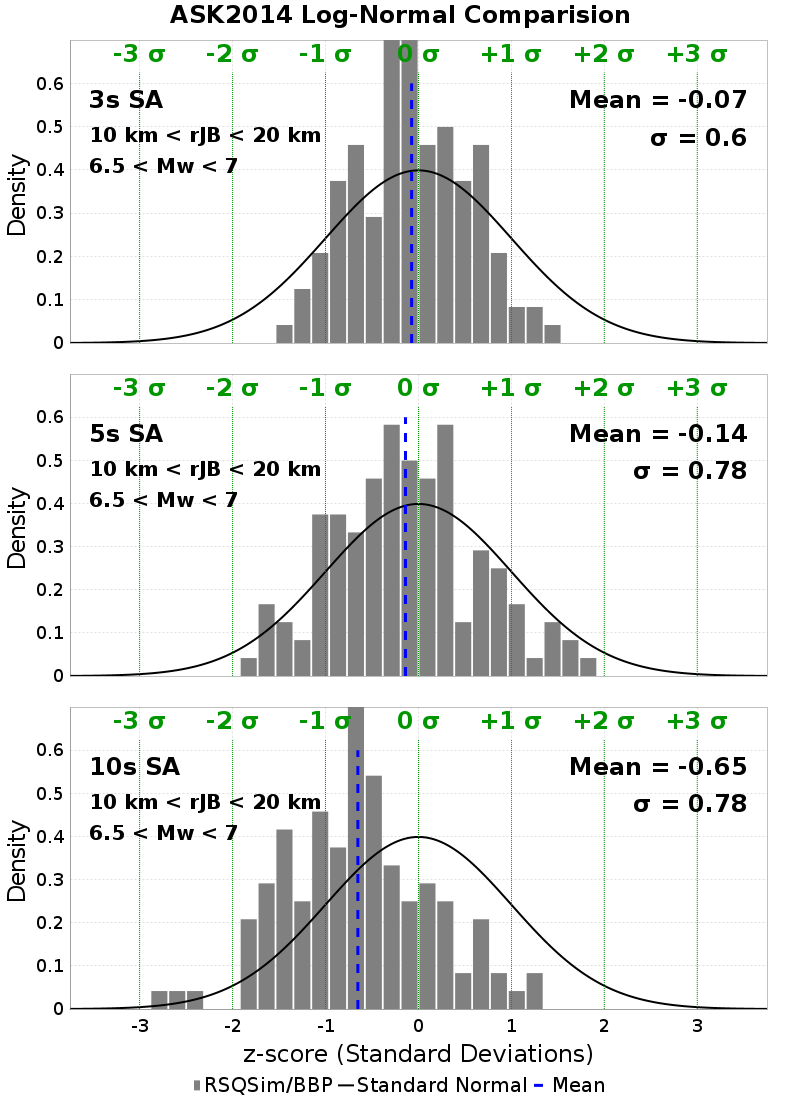 ASK2014 Log-Normal Comparision
-3 σ -2 σ -1 σ 0 σ +1 σ +2 σ +3 σ
3s SA
10 km < rJB < 20 km
6.5 < Mw < 7
Mean = -0.07
σ = 0.6
Density
0.6
0.5
0.4
0.3
0.2
0.1
0
-3 σ -2 σ -1 σ 0 σ +1 σ +2 σ +3 σ
5s SA
10 km < rJB < 20 km
6.5 < Mw < 7
Mean = -0.14
σ = 0.78
Density
0.6
0.5
0.4
0.3
0.2
0.1
0
-3 σ -2 σ -1 σ 0 σ +1 σ +2 σ +3 σ
10s SA
10 km < rJB < 20 km
6.5 < Mw < 7
Mean = -0.65
σ = 0.78
Density
0.6
0.5
0.4
0.3
0.2
0.1
0
-3 -2 -1 0 1 2 3
z-score (Standard Deviations)
RSQSim/BBP Standard Normal Mean